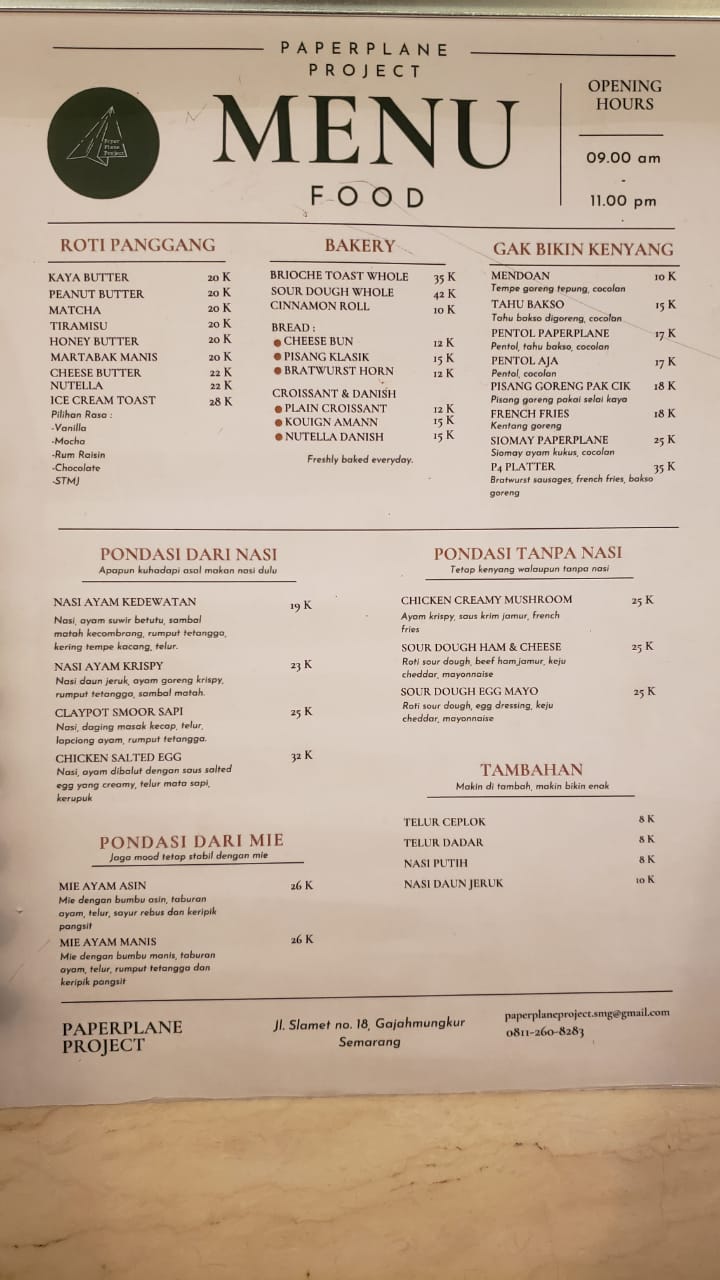 PAPERPLANE
PROJECT
MENU
FOOD
Paper
Plane
Project
OPENING
HOURS
09.00 am
-
11.00 pm
ROTI PANGGANG
KAYA BUTTER 20 K
PEANUT BUTTER 20 K
MATCHA 20 K
TIRAMISU 20 K
HONEY BUTTER 20 K
MARTABAK MANIS 20 K
CHEESE BUTTER 22 K
NUTELLA 22 K
ICE CREAM TOAST 28 K
Pilihan Rasa :
-Vanilla
-Mocha
-Rum Raisin
-Chocolate
-STMJ
BAKERY
BRIOCHE TOAST WHOLE 35 K
SOUR DOUGH WHOLE 42 K
CINNAMON ROLL 10 K
BREAD :
CHEESE BUN 12 K
PISANG KLASIK 15 K
BRATWURST HORN 12 K
CROISSANT & DANISH
PLAIN CROISSANT 12 K
KOUIGN AMANN 15 K
NUTELLA DANISH 15 K
Freshly baked everyday.
GAK BIKIN KENYANG
MENDOAN 10 K
Tempe goreng tepung, cocolan
TAHU BAKSO 15 K
Tahu bakso digoreng, cocolan
PENTOL PAPERPLANE 17 K
Pentol, tahu bakso, cocolan
PENTOL AJA 17 K
Pentol, cocolan
PISANG GORENG PAK CIK 18 K
Pisang goreng pakai selai kaya
FRENCH FRIES 18 K
Kentang goreng
SIOMAY PAPERPLANE 25 K
Siomay ayam kukus, cocolan
P4 PLATTER 35 K
Bratwurst sausages, french fries, bakso
goreng
PONDASI DARI NASI
Apapun kuhadapi asal makan nasi dulu
NASI AYAM KEDEWATAN 19 K
Nasi, ayam suwir betutu, sambal
matah kecombrang, rumput tetangga,
kering tempe kacang, telur.
NASI AYAM KRISPY 23 K
Nasi daun jeruk, ayam goreng krispy,
rumput tetangga, sambal matah.
CLAYPOT SMOOR SAPI 25 K
Nasi, daging masak kecap, telur,
lapciong ayam, rumput tetangga.
CHICKEN SALTED EGG 32 K
Nasi, ayam dibalut dengan saus salted
egg yang creamy, telur mata sapi,
kerupuk
PONDASI DARI MIE
Jaga mood tetap stabil dengan mie
MIE AYAM ASIN 26 K
Mie dengan bumbu asin, taburan
ayam, telur, sayur rebus dan keripik
pangsit
MIE AYAM MANIS 26 K
Mie dengan bumbu manis, taburan
ayam, telur, rumput tetangga dan
keripik pangsit
PONDASI TANPA NASI
Tetap kenyang walaupun tanpa nasi
CHICKEN CREAMY MUSHROOM 25 K
Ayam krispy, saus krim jamur, french
fries
SOUR DOUGH HAM & CHEESE 25 K
Roti sour dough, beef ham,jamur, keju
cheddar, mayonnaise
SOUR DOUGH EGG MAYO 25 K
Roti sour dough, egg dressing, keju
cheddar, mayonnaise
TAMBAHAN
Makin di tambah, makin bikin enak
TELUR CEPLOK 8 K
TELUR DADAR 8 K
NASI PUTIH 8 K
NASI DAUN JERUK 10 K
PAPERPLANE
PROJECT
Jl. Slamet no. 18, Gajahmungkur
Semarang
paperplaneproject.smg@gmail.com
0811-260-8283